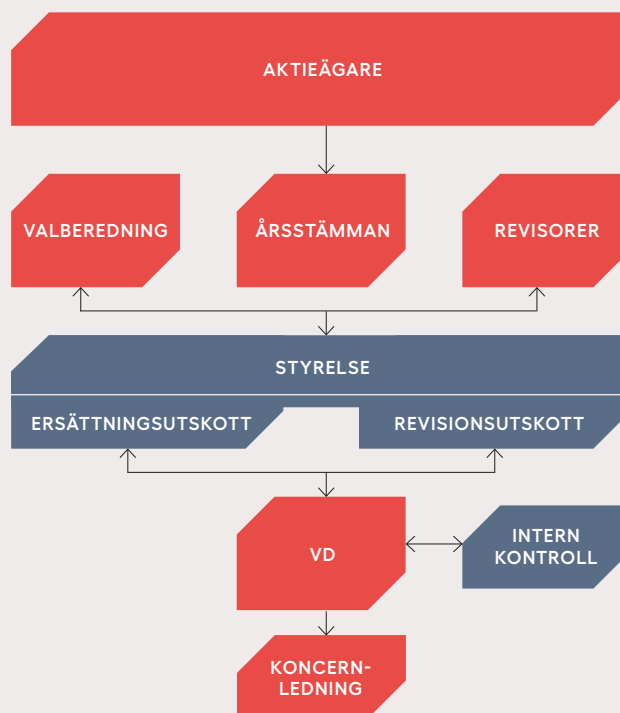 AKTIEÄGARE
VALBEREDNING
ÅRSSTÄMMAN
REVISORER
STYRELSE
ERSÄTTNINGSUTSKOTT
REVISIONSUTSKOTT
VD
INTERN
KONTROLL
KONCERN-
LEDNING